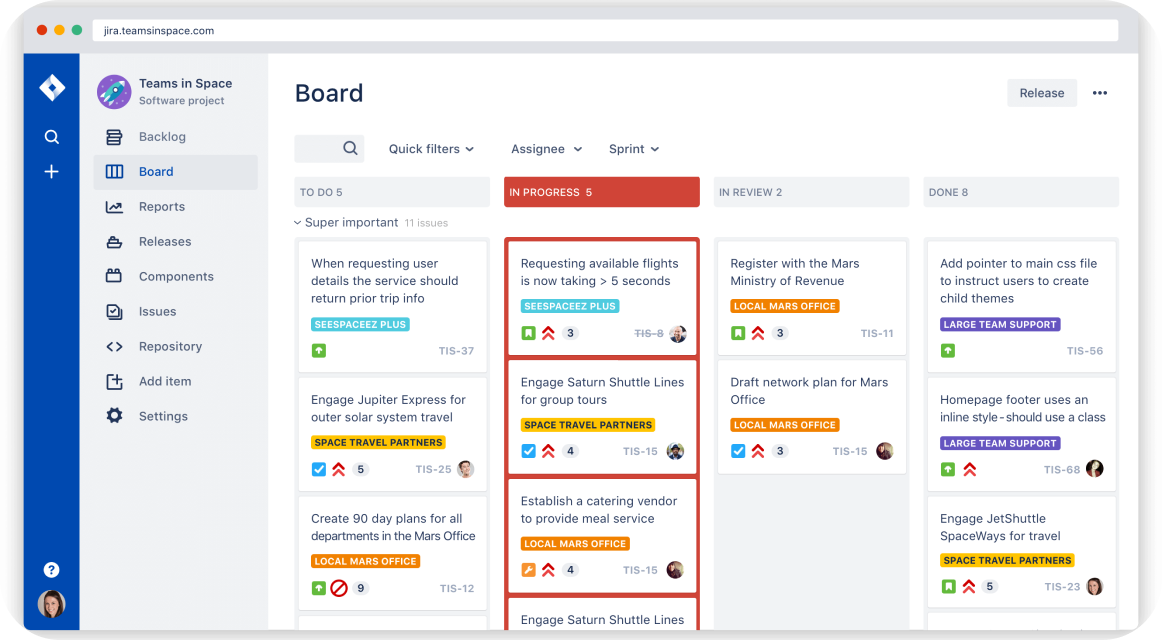 jira.teamsinspace.com
Teams in Space
Software project
Backlog
Board
Reports
Releases
Components
Issues
Repository
Add item
Settings
?
Board
Release
Quick filters
Assignee
Sprint
TO DO 5
IN PROGRESS 5
IN REVIEW 2
DONE 8
Super important 11 issues
When requesting user
details the service should
return prior trip info
SEESPACEEZ PLUS
TIS-37
Engage Jupiter Express for
outer solar system travel
SPACE TRAVEL PARTNERS
5 TIS-25
Create 90 day plans for all
departments in the Mars Office
LOCAL MARS OFFICE
9 TIS-12
Requesting available flights
is now taking > 5 seconds
SEESPACEEZ PLUS
3 TIS-8
Engage Saturn Shuttle Lines
for group tours
SPACE TRAVEL PARTNERS
4 TIS-15
Establish a catering vendor
to provide meal service
LOCAL MARS OFFICE
4 TIS-15
Engage Saturn Shuttle Lines
Register with the Mars
Ministry of Revenue
LOCAL MARS OFFICE
3 TIS-11
Draft network plan for Mars
Office
LOCAL MARS OFFICE
3 TIS-15
Add pointer to main css file
to instruct users to create
child themes
LARGE TEAM SUPPORT
TIS-56
Homepage footer uses an
inline style-should use a class
LARGE TEAM SUPPORT
TIS-68
Engage JetShuttle
SpaceWays for travel
SPACE TRAVEL PARTNERS
5 TIS-23